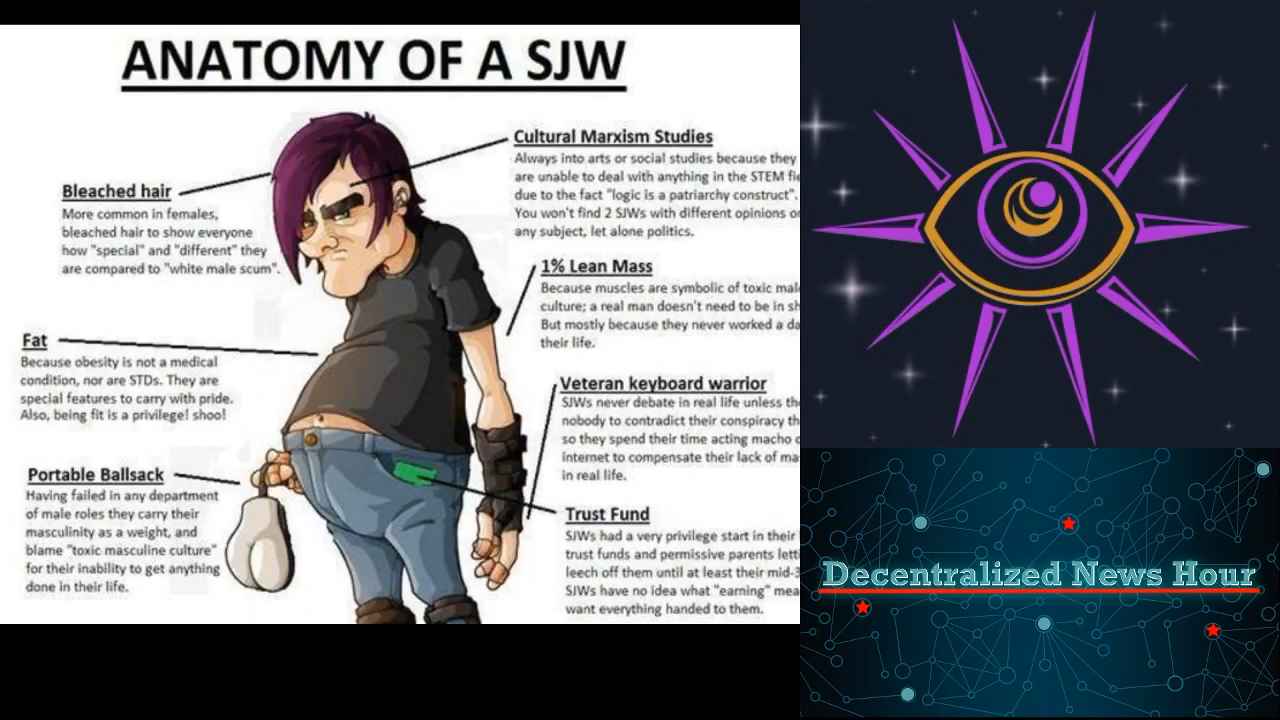 ANATOMY OF A SJW
Bleached hair
More common in females,
bleached hair to show everyone
how "special" and "different" they
are compared to "white male scum".
Fat
Because obesity is not a medical
condition, nor are STDs. They are
special features to carry with pride.
Also, being fit is a privilege! shoo!
Portable Ballsack
Having failed in any department
of male roles they carry their
masculinity as a weight, and
blame "toxic masculine culture"
for their inability to get anything
done in their life.
Cultural Marxism Studies
Always into arts or social studies because they
are unable to deal with anything in the STEM fie
due to the fact "logic is a patriarchy construct".
You won't find 2 SJWs with different opinions o
any subject, let alone politics.
1% Lean Mass
Because muscles are symbolic of toxic mal
culture; a real man doesn't need to be in sh
But mostly because they never worked a da
their life.
Veteran keyboard warrior
SJWs never debate in real life unless the
nobody to contradict their conspiracy th
so they spend their time acting macho o
internet to compensate their lack of ma
in real life.
Trust Fund
SJWs had a very privilege start in their
trust funds and permissive parents letti
leech off them until at least their mid-3
SJWs have no idea what "earning" mea
want everything handed to them.
Decentralized News Hour